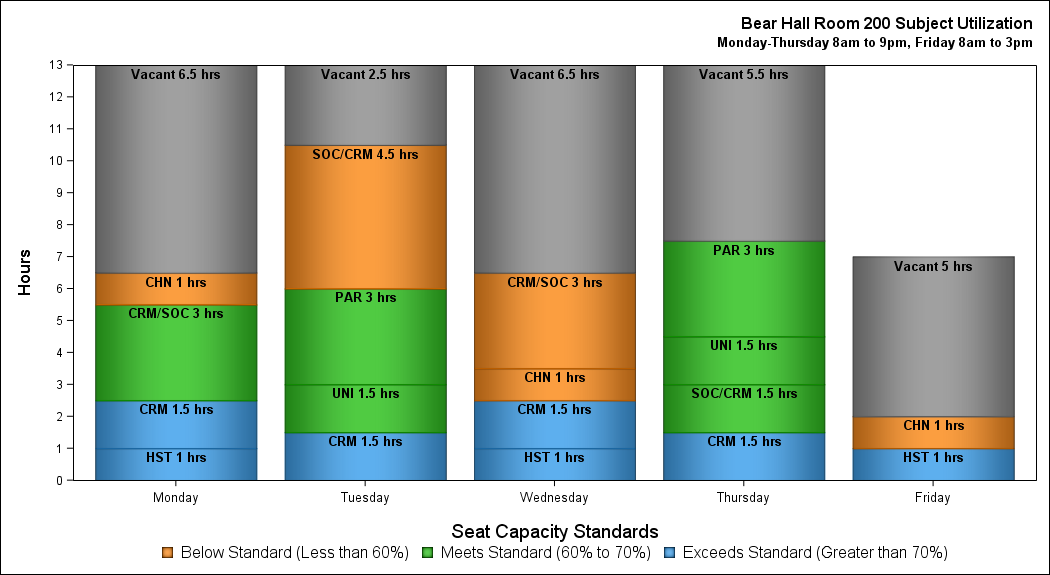 Bear Hall Room 200 Subject Utilization
Monday-Thursday 8am to 9pm, Friday 8am to 3pm
Hours
13
12
11
10
9
8
7
6
5
4
3
2
1
0
Vacant 6.5 hrs
CHN 1 hrs
CRM/SOC 3 hrs
CRM 1.5 hrs
HST 1 hrs
Vacant 2.5 hrs
SOC/CRM 4.5 hrs
PAR 3 hrs
UNI 1.5 hrs
CRM 1.5 hrs
Vacant 6.5 hrs
CRM/SOC 3 hrs
CHN 1 hrs
CRM 1.5 hrs
HST 1 hrs
Vacant 5.5 hrs
PAR 3 hrs
UNI 1.5 hrs
SOC/CRM 1.5 hrs
CRM 1.5 hrs
Vacant 5 hrs
CHN 1 hrs
HST 1 hrs
Monday Tuesday Wednesday Thursday Friday
Seat Capacity Standards
Below Standard (Less than 60%) Meets Standard (60% to 70%) Exceeds Standard (Greater than 70%)